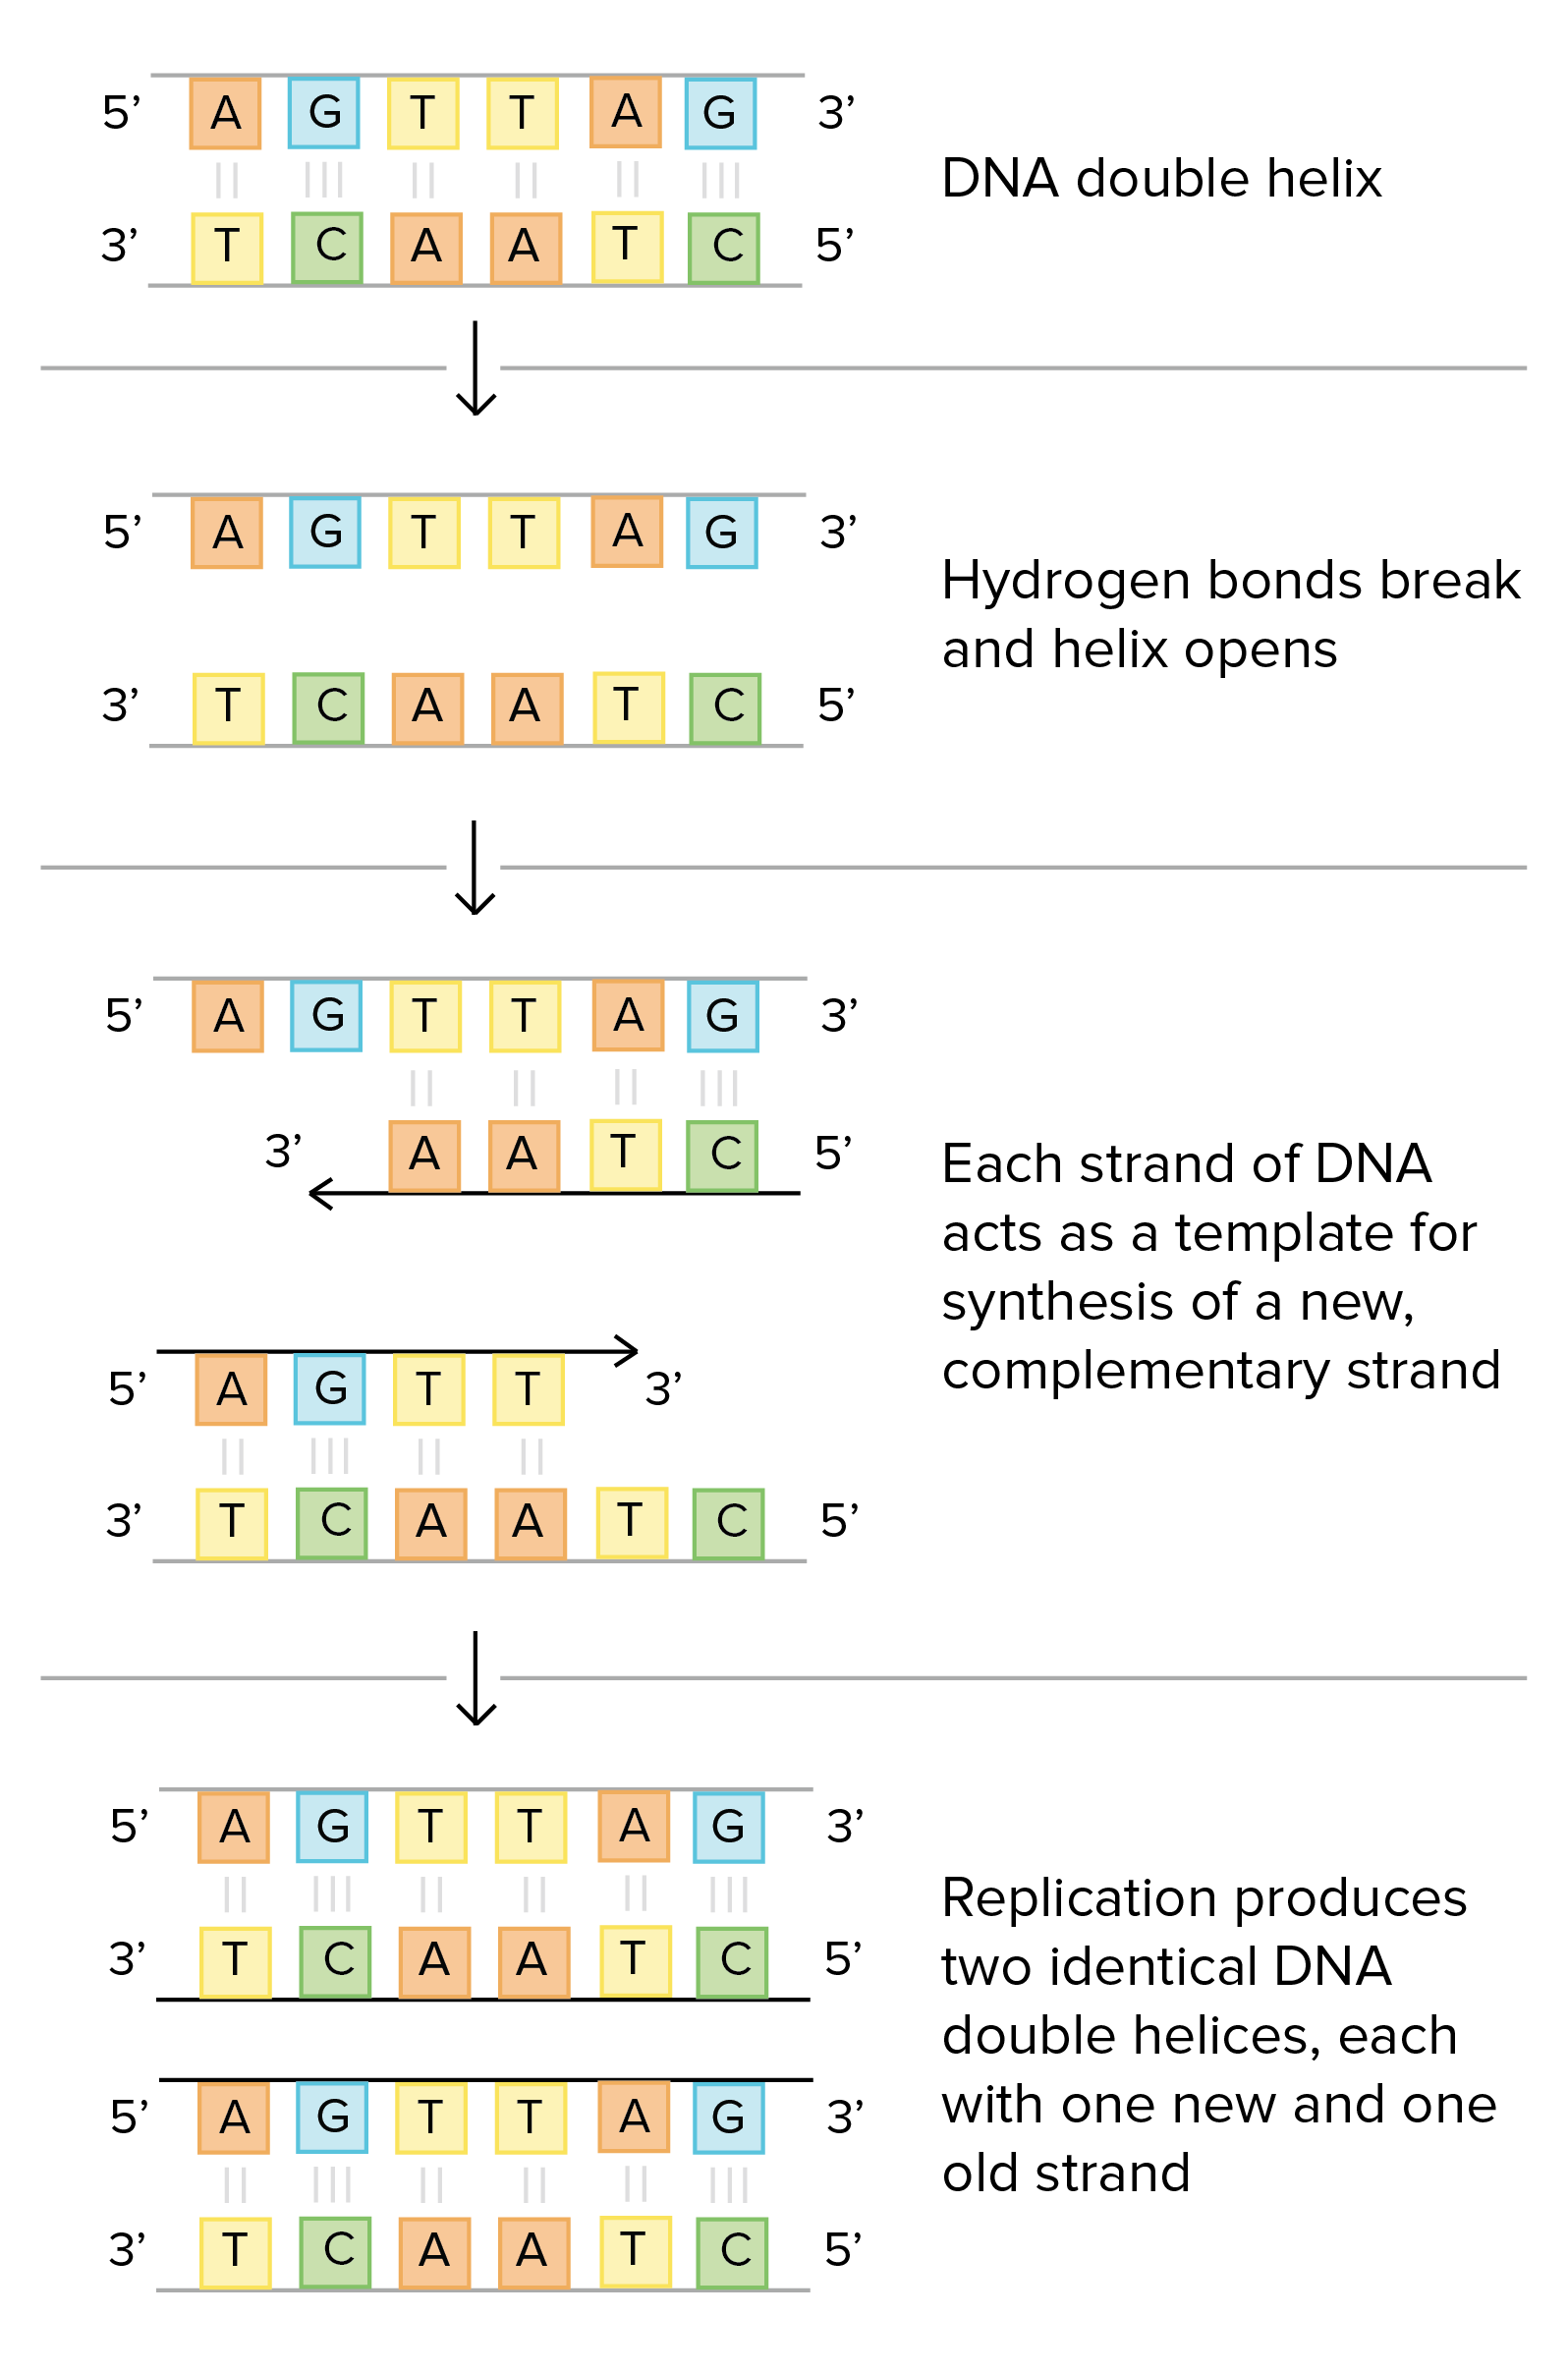 5’ A G T T A G 3’
DNA double helix
3’ T C A A T C 5’
5’ A G T T A G 3’
Hydrogen bonds break
and helix opens
3’ T C A A T C 5’
5’ A G T T A G 3’
3’ A A T C 5’
Each strand of DNA
acts as a template for
synthesis of a new,
complementary strand
5’ A G T T 3’
3’ T C A A T C 5’
5’ A G T T A G 3’
3’ T C A A T C 5’
Replication produces
two identical DNA
double helices, each
with one new and one
old strand
5’ A G T T A G 3’
3’ T C A A T C 5’